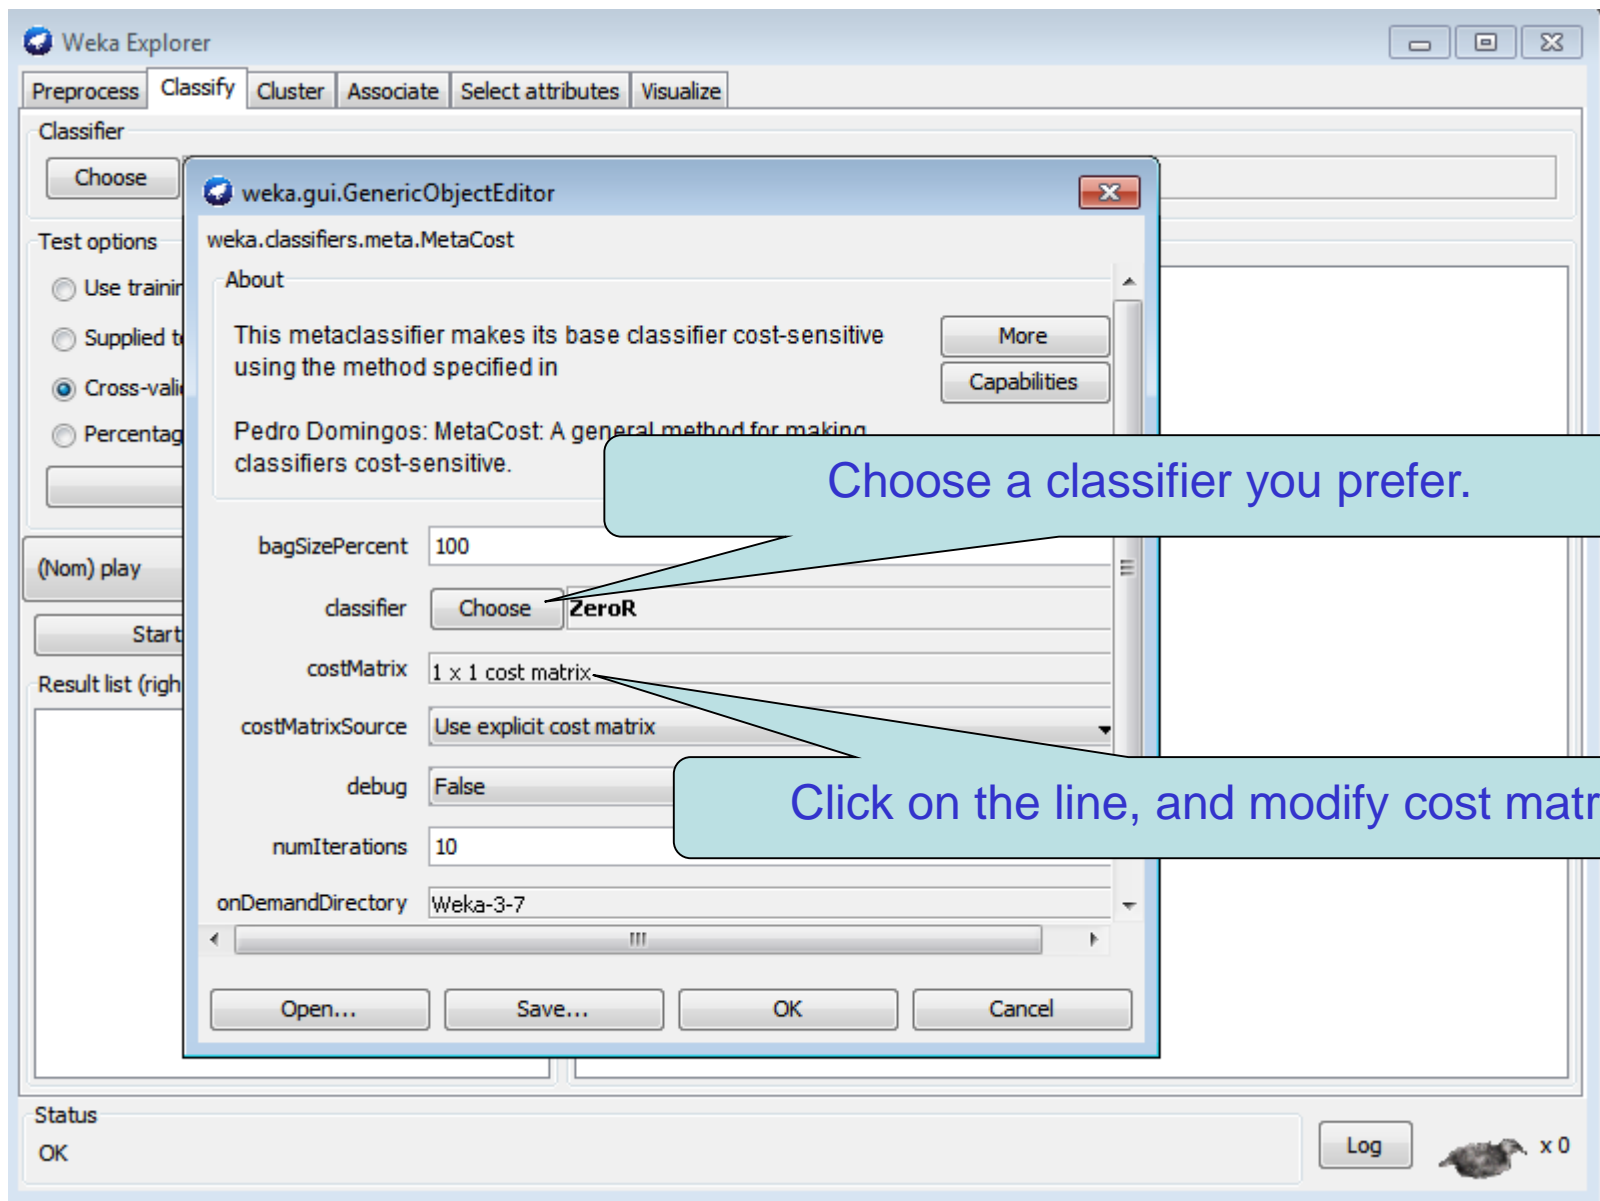 Weka Explorer
Preprocess Classify Cluster Associate Select attributes Visualize
Classifier
Choose
weka.gui.GenericObjectEditor
Test options
weka.classifiers.meta.MetaCost
About
Use
This metaclassifier makes its base classifier cost-sensitive
using the method specified in
More
Supplied
Capabilities
Pedro Domingos: MetaCost: A general method for making
classifiers cost-sensitive.
Choose a classifier you prefer.
bagSizePercent 100
(Nom) play
classifier Choose ZeroR
Start
costMatrix 1 x 1 cost matrix
Result list
costMatrixSource Use explicit cost matrix
debug False
Click on the line, and modify cost
numIterations 10
onDemandDirectory Weka-3-7
Open... Save... OK Cancel
Status
OK
Log x 0